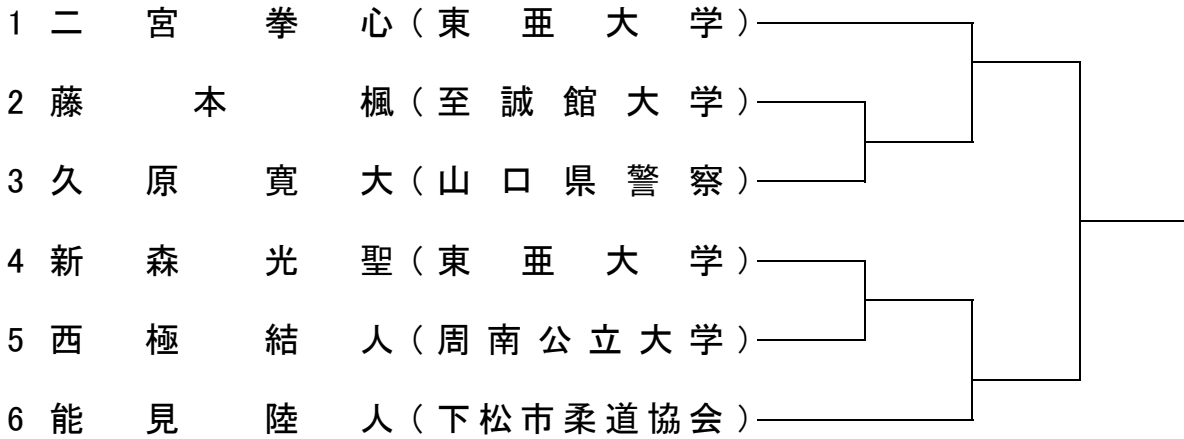 1 二宮拳心(東亜大学)
2 藤本楓(至誠館大学)
3 久原寛大(山口県警察)
4 新森光聖(東亜大学)
5 西極結人(周南公立大学)
6 能見陸人(下松市柔道協会)